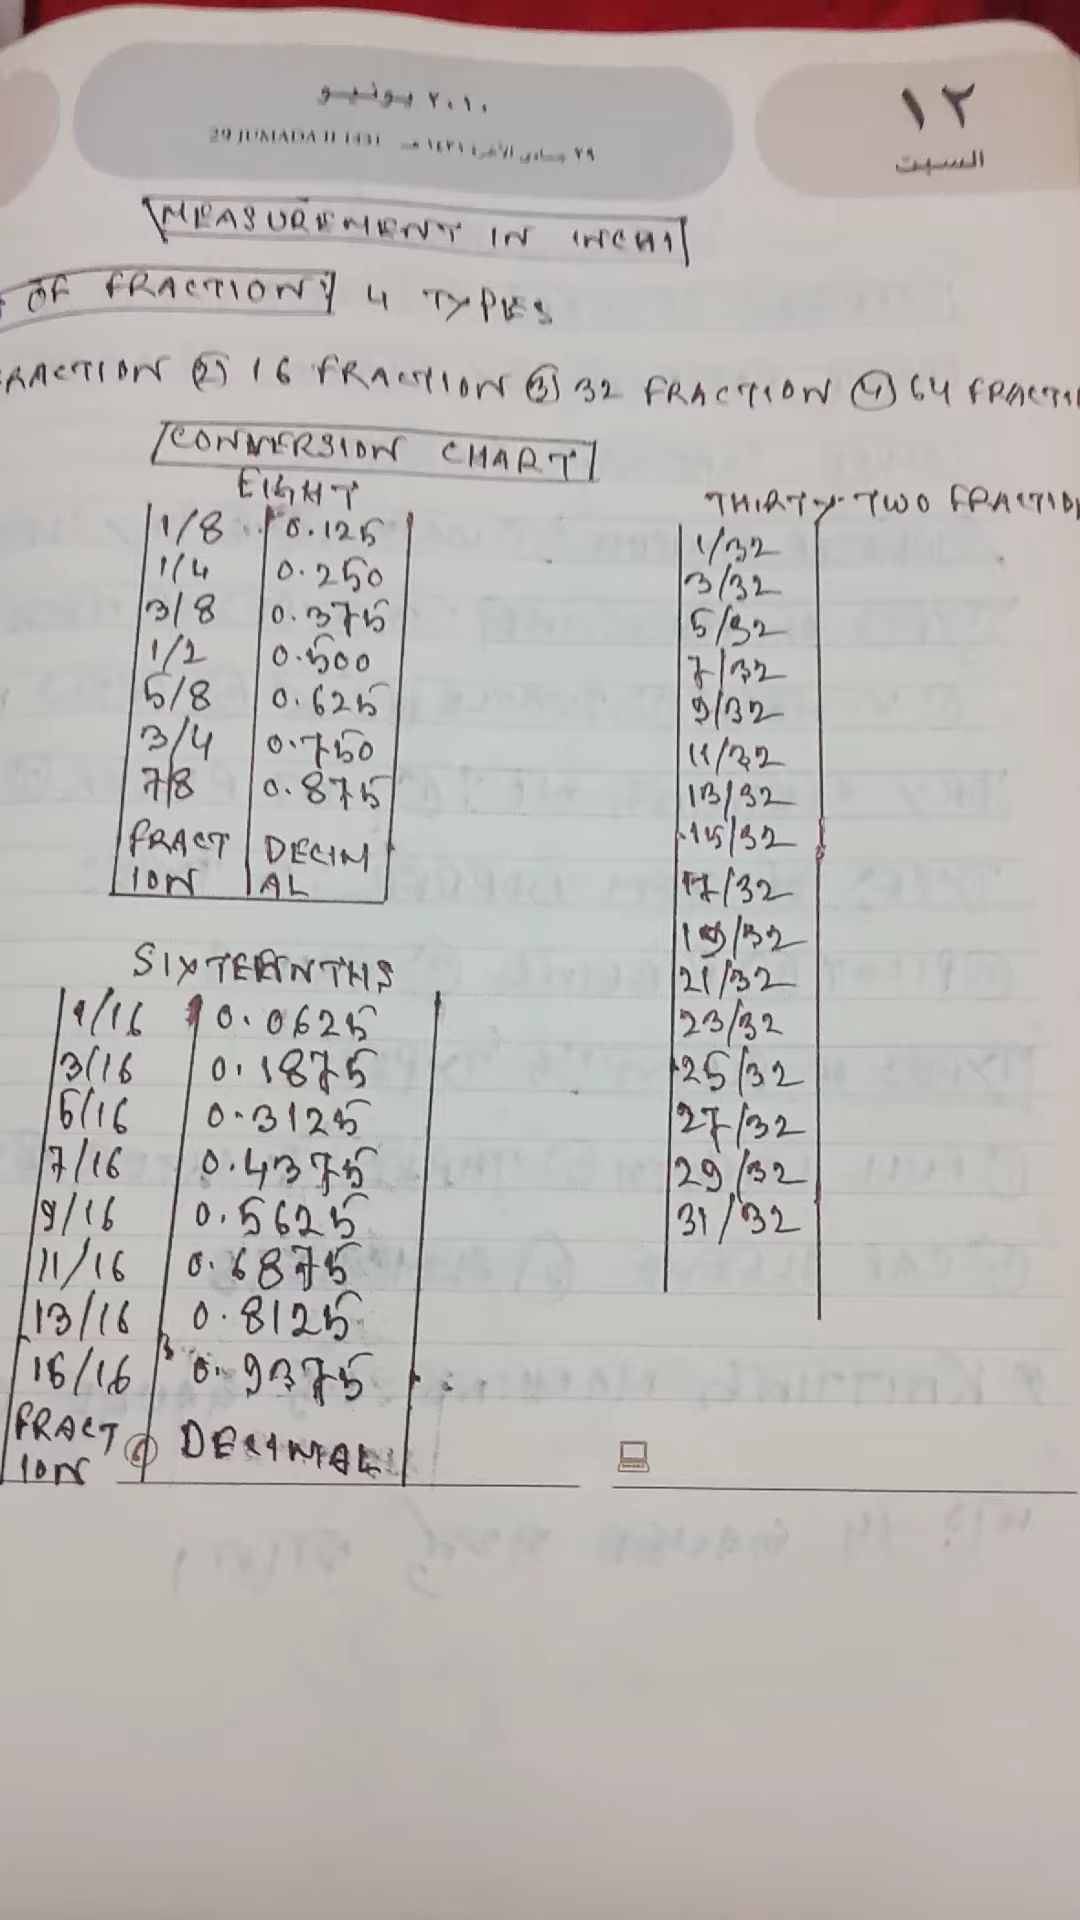 ٢٠١٠ يونيو
29 JUMADA II 1431 - ٢٩ جمادى الآخرة ١٤٣١ هـ
١٢
السبت
MEASUREMENT IN INCH
OF FRACTION 4 TYPES
RACTION ② 16 FRACTION ③ 32 FRACTION ④ 64 FRACTI
CONVERSION CHART
EIGHT
1/8 0.125
1/4 0.250
3/8 0.375
1/2 0.500
5/8 0.625
3/4 0.750
7/8 0.875
FRACT DECIM
ION AL
SIXTEENTHS
1/16 0.0625
3/16 0.1875
5/16 0.3125
7/16 0.4375
9/16 0.5625
11/16 0.6875
13/16 0.8125
15/16 0.9375
FRACT DECIMAL
ION
THIRTY-TWO FRACTIO
1/32
3/32
5/32
7/32
9/32
11/32
13/32
15/32
17/32
19/32
21/32
23/32
25/32
27/32
29/32
31/32